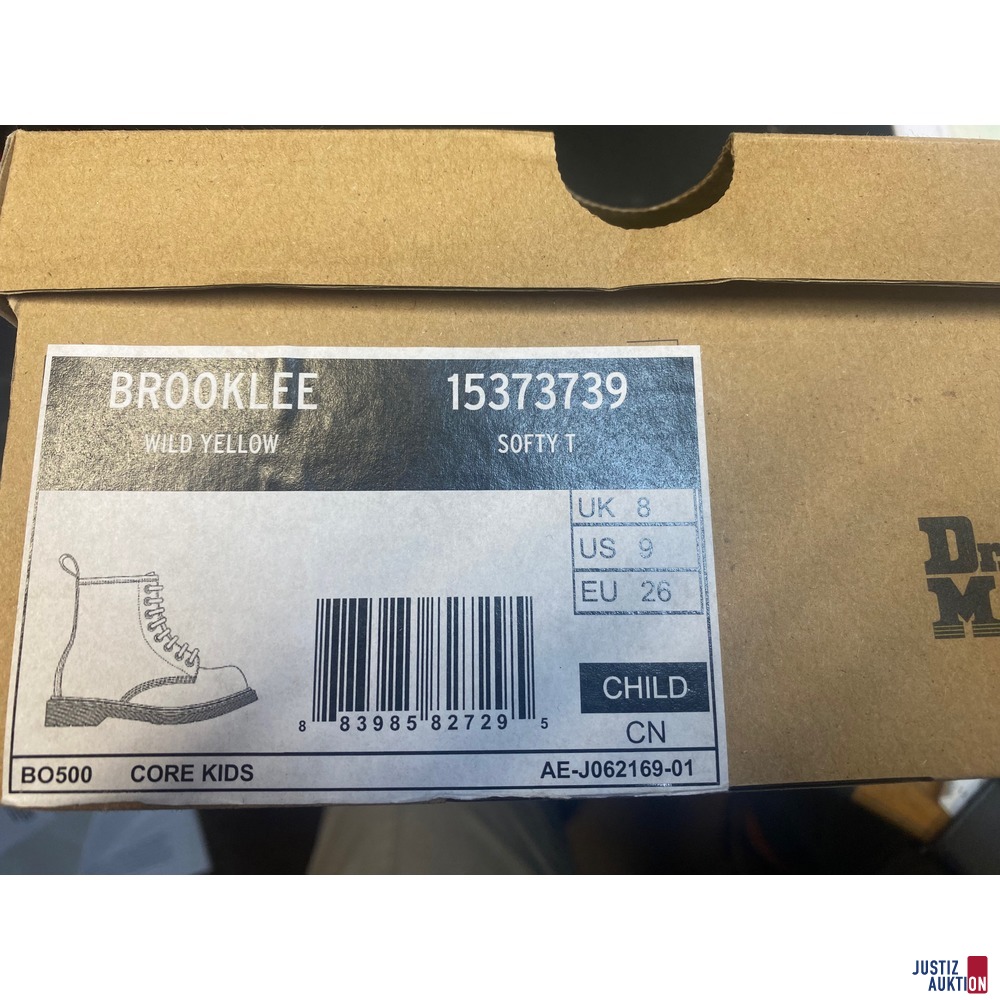 BROOKLEE 15373739
WILD YELLOW SOFTY T
UK 8
US 9
EU 26
8 83985 82729 5
CHILD
CN
BO500 CORE KIDS AE-J062169-01
Dr
M
JUSTIZ
AUKTION